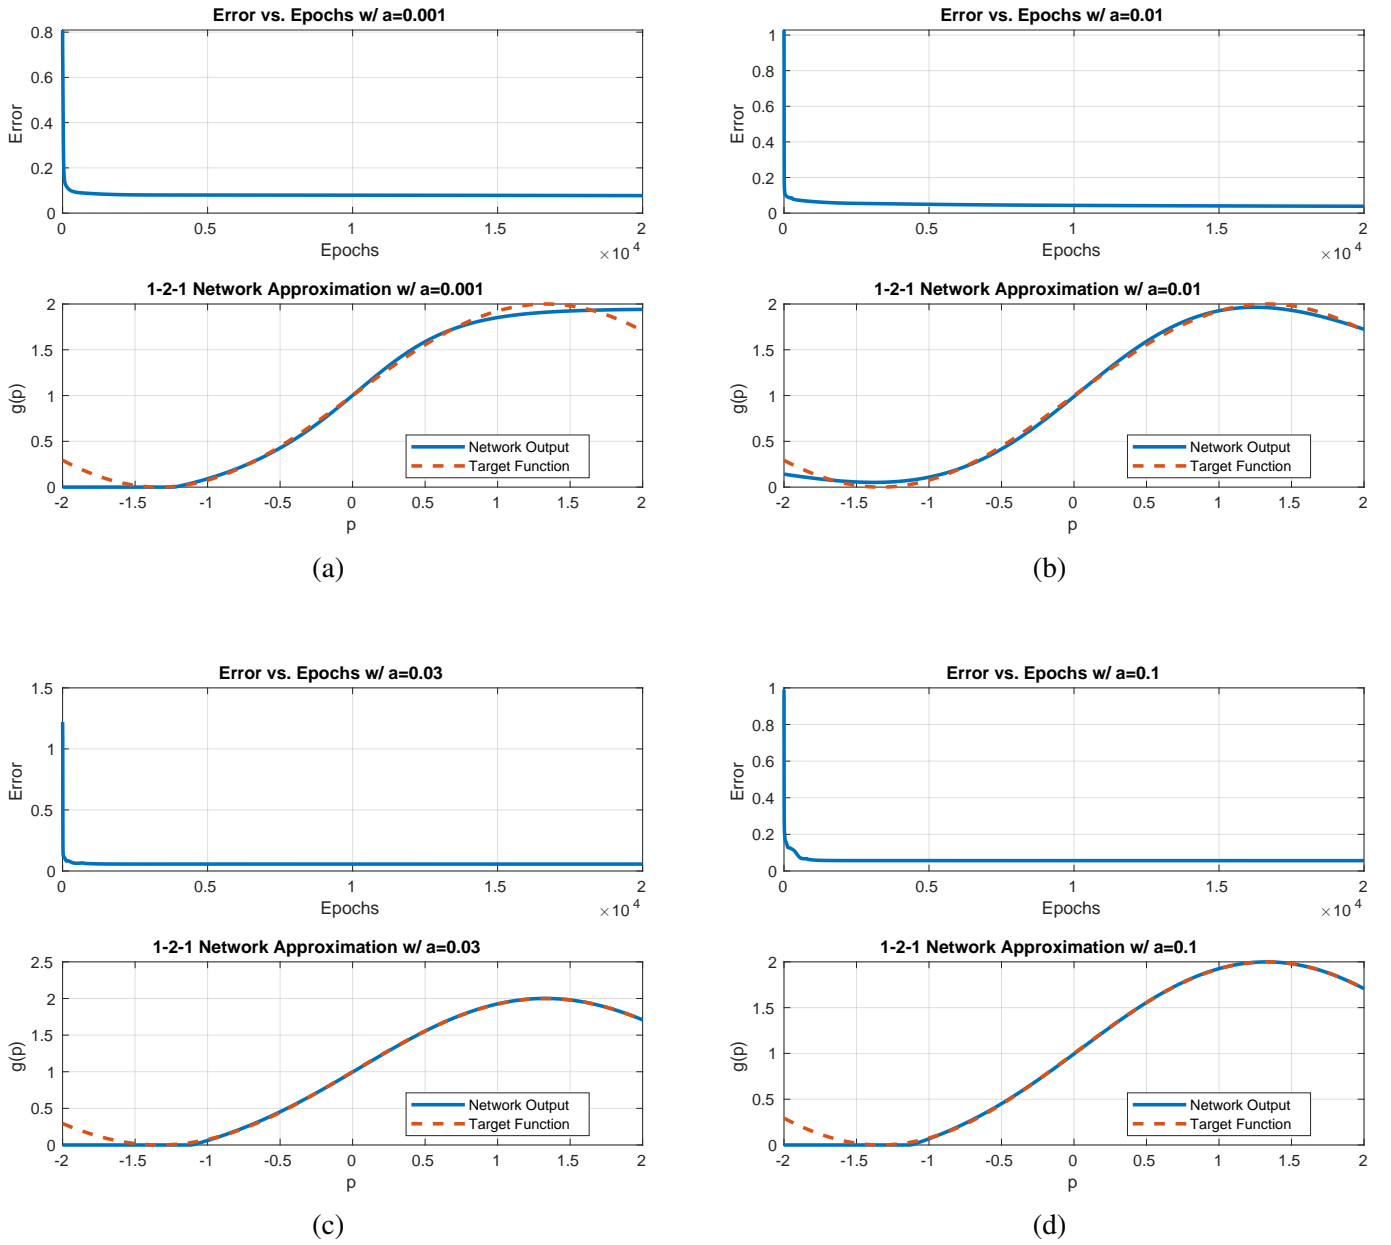 Error vs. Epochs w/ a=0.001
0.8
0.6
0.4
0.2
0
Error
0 0.5 1 1.5 2
Epochs
×10 4
1-2-1 Network Approximation w/ a=0.001
2
1.5
1
0.5
0
g(p)
Network Output
Target Function
-2 -1.5 -1 -0.5 0 0.5 1 1.5 2
p
(a)
Error vs. Epochs w/ a=0.01
1
0.8
0.6
0.4
0.2
0
Error
0 0.5 1 1.5 2
Epochs
×10 4
1-2-1 Network Approximation w/ a=0.01
2
1.5
1
0.5
0
g(p)
Network Output
Target Function
-2 -1.5 -1 -0.5 0 0.5 1 1.5 2
p
(b)
Error vs. Epochs w/ a=0.03
1.5
1
0.5
0
Error
0 0.5 1 1.5 2
Epochs
×10 4
1-2-1 Network Approximation w/ a=0.03
2.5
2
1.5
1
0.5
0
g(p)
Network Output
Target Function
-2 -1.5 -1 -0.5 0 0.5 1 1.5 2
p
(c)
Error vs. Epochs w/ a=0.1
1
0.8
0.6
0.4
0.2
0
Error
0 0.5 1 1.5 2
Epochs
×10 4
1-2-1 Network Approximation w/ a=0.1
2
1.5
1
0.5
0
g(p)
Network Output
Target Function
-2 -1.5 -1 -0.5 0 0.5 1 1.5 2
p
(d)